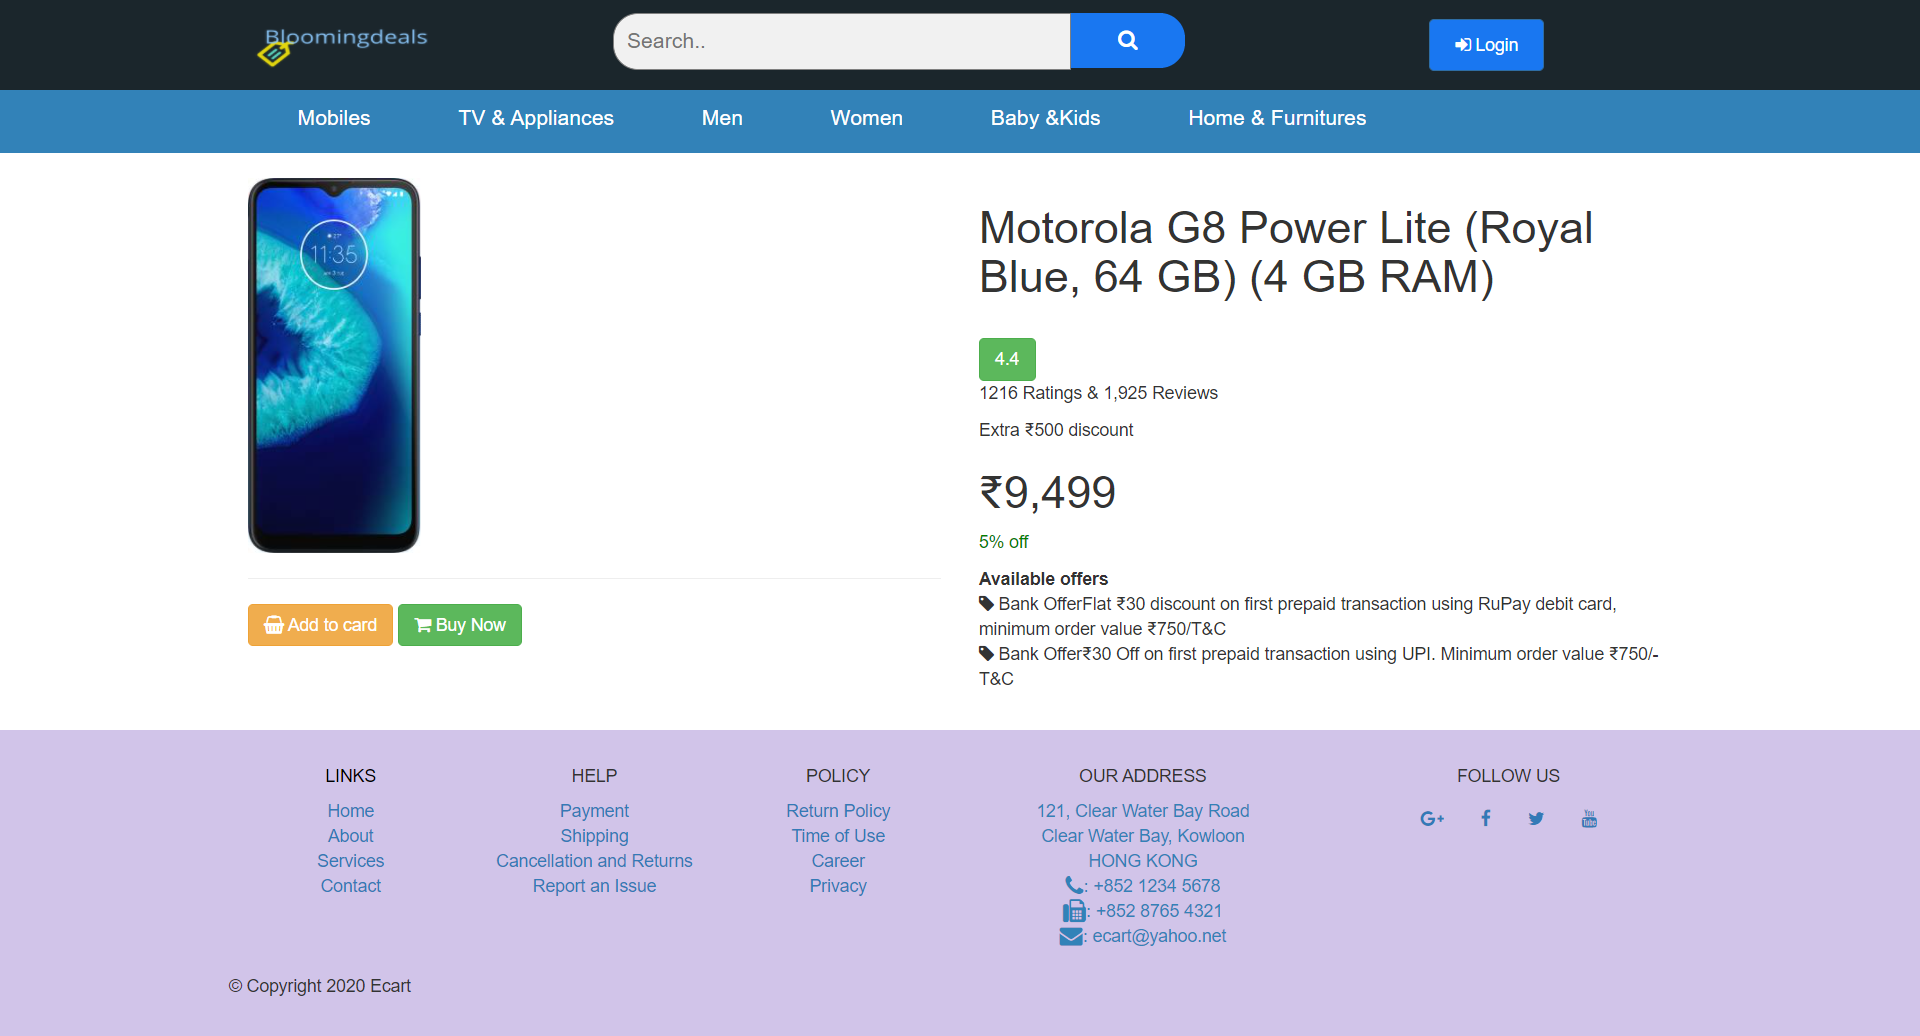 Bloomingdeals
Search..
Login
Mobiles
TV & Appliances
Men
Women
Baby &Kids
Home & Furnitures
11:35
Motorola G8 Power Lite (Royal
Blue, 64 GB) (4 GB RAM)
4.4
1216 Ratings & 1,925 Reviews
Extra ₹500 discount
₹9,499
5% off
Available offers
Bank OfferFlat ₹30 discount on first prepaid transaction using RuPay debit card,
minimum order value ₹750/T&C
Bank Offer₹30 Off on first prepaid transaction using UPI. Minimum order value ₹750/-
T&C
Add to card
Buy Now
LINKS
Home
About
Services
Contact
HELP
Payment
Shipping
Cancellation and Returns
Report an Issue
POLICY
Return Policy
Time of Use
Career
Privacy
OUR ADDRESS
121, Clear Water Bay Road
Clear Water Bay, Kowloon
HONG KONG
: +852 1234 5678
: +852 8765 4321
: ecart@yahoo.net
FOLLOW US
G+
f
You Tube
© Copyright 2020 Ecart